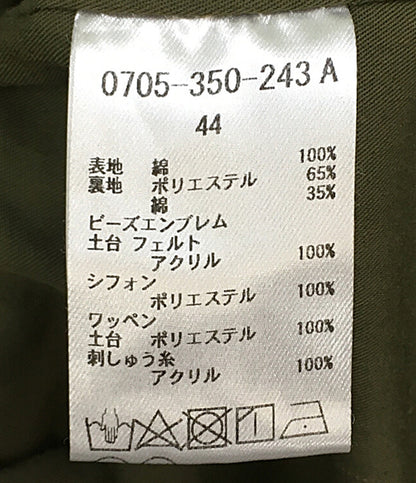 0705-350-243 A
44
表地 綿 100%
裏地 ポリエステル 65%
綿 35%
ビーズエンブレム
土台 フェルト
アクリル 100%
シフォン
ポリエステル 100%
ワッペン
土台 ポリエステル 100%
刺しゅう糸
アクリル 100%